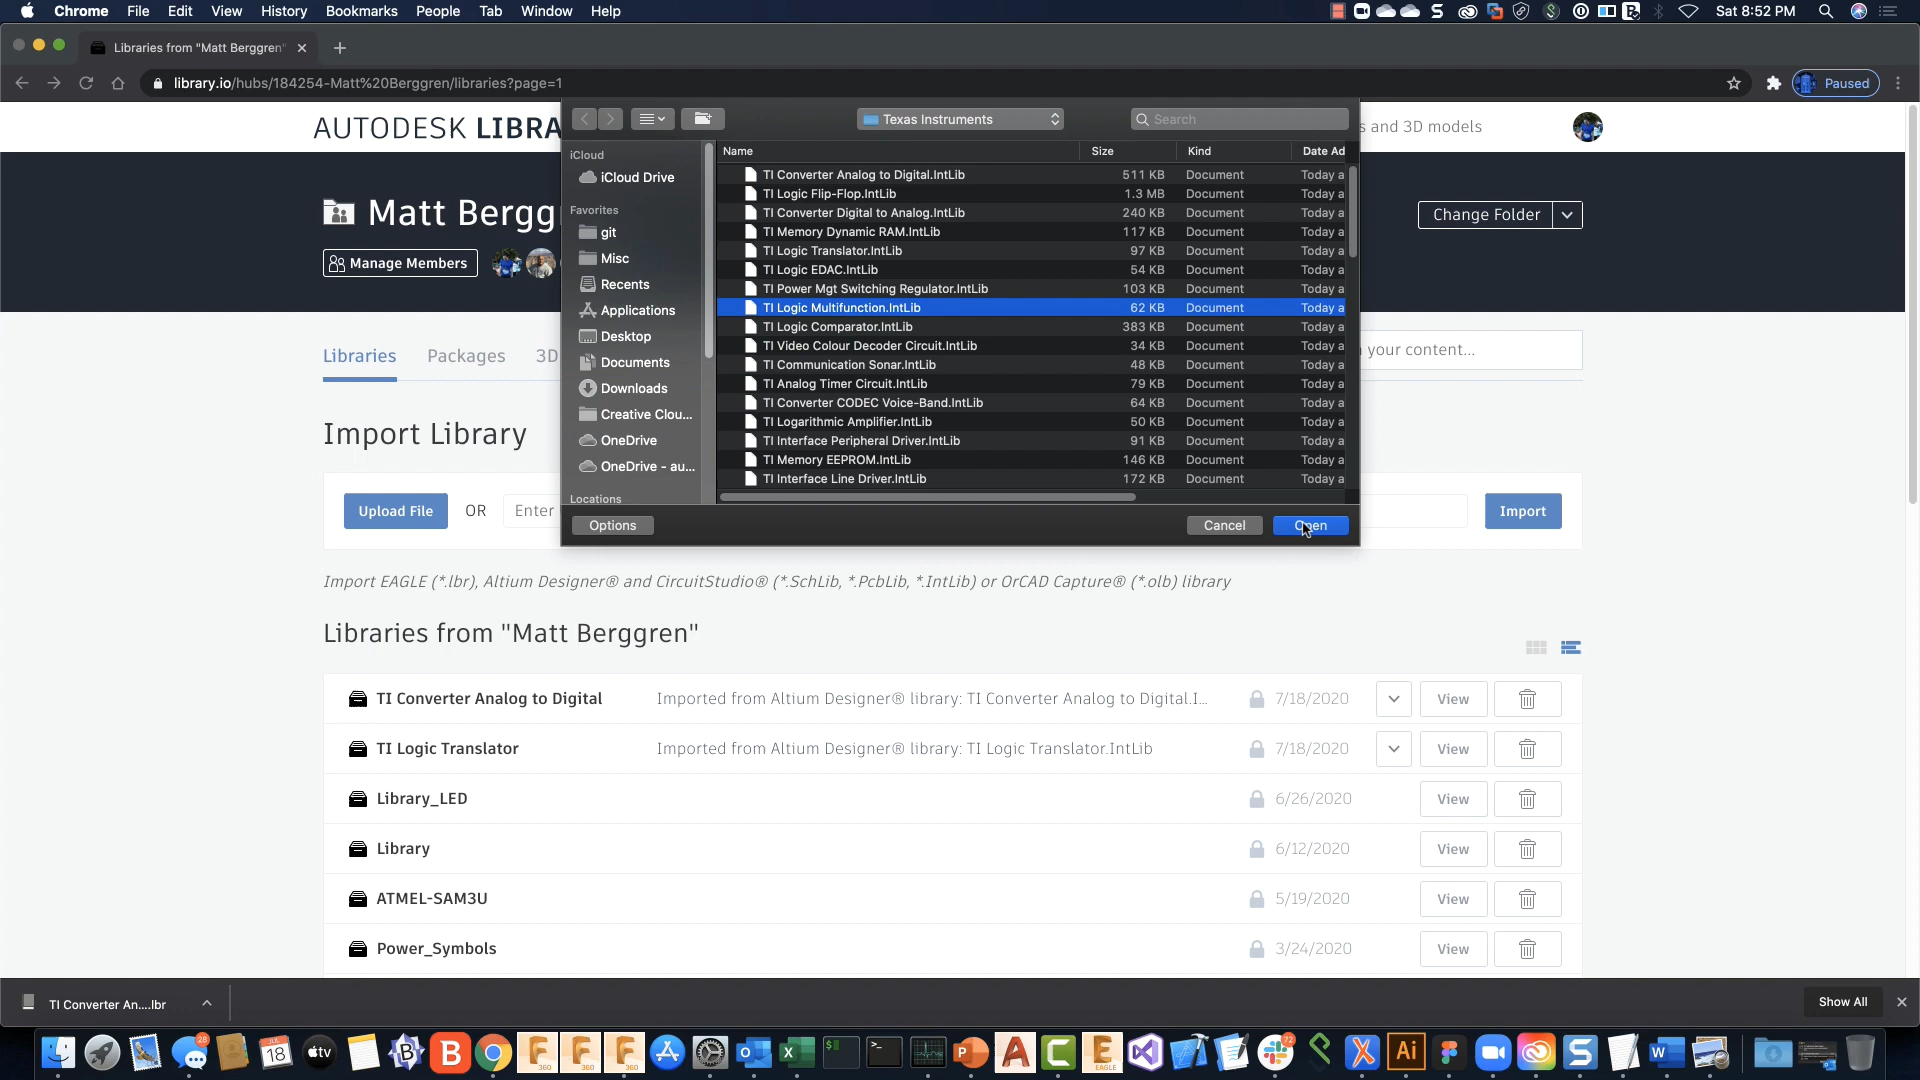 Chrome File Edit View History Bookmarks People Tab Window Help
Sat 8:52 PM
Libraries from "Matt Berggren"
library.io/hubs/184254-Matt%20Berggren/libraries?page=1
Paused
AUTODESK LIBRA
s and 3D models
Texas Instruments
Search
Matt Bergg
Manage Members
Change Folder
iCloud
iCloud Drive
Favorites
git
Misc
Recents
Applications
Desktop
Documents
Downloads
Creative Clou...
OneDrive
OneDrive - au...
Locations
Name Size Kind Date Ad
TI Converter Analog to Digital.IntLib 511 KB Document Today a
TI Logic Flip-Flop.IntLib 1.3 MB Document Today a
TI Converter Digital to Analog.IntLib 240 KB Document Today a
TI Memory Dynamic RAM.IntLib 117 KB Document Today a
TI Logic Translator.IntLib 97 KB Document Today a
TI Logic EDAC.IntLib 54 KB Document Today a
TI Power Mgt Switching Regulator.IntLib 103 KB Document Today a
TI Logic Multifunction.IntLib 62 KB Document Today a
TI Logic Comparator.IntLib 383 KB Document Today a
TI Video Colour Decoder Circuit.IntLib 34 KB Document Today a
TI Communication Sonar.IntLib 48 KB Document Today a
TI Analog Timer Circuit.IntLib 79 KB Document Today a
TI Converter CODEC Voice-Band.IntLib 64 KB Document Today a
TI Logarithmic Amplifier.IntLib 50 KB Document Today a
TI Interface Peripheral Driver.IntLib 91 KB Document Today a
TI Memory EEPROM.IntLib 146 KB Document Today a
TI Interface Line Driver.IntLib 172 KB Document Today a
Options Cancel Open
Libraries Packages 3D
your content...
Import Library
Upload File OR Enter Import
Import EAGLE (*.lbr), Altium Designer® and CircuitStudio® (*.SchLib, *.PcbLib, *.IntLib) or OrCAD Capture® (*.olb) library
Libraries from "Matt Berggren"
TI Converter Analog to Digital Imported from Altium Designer® library: TI Converter Analog to Digital.I... 7/18/2020 View
TI Logic Translator Imported from Altium Designer® library: TI Logic Translator.IntLib 7/18/2020 View
Library_LED 6/26/2020 View
Library 6/12/2020 View
ATMEL-SAM3U 5/19/2020 View
Power_Symbols 3/24/2020 View
TI Converter An....lbr
Show All